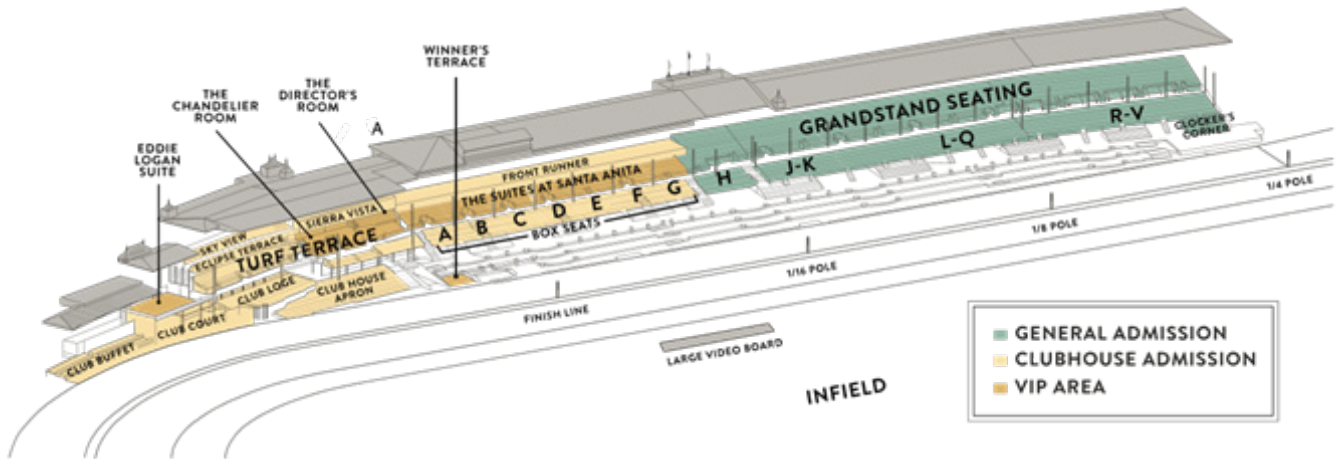 WINNER'S
TERRACE
THE
DIRECTOR'S
ROOM
THE
CHANDELIER
ROOM
A
EDDIE
LOGAN
SUITE
GRANDSTAND SEATING
R-V
CLOCKER'S
CORNER
L-Q
J-K
H
FRONT RUNNER
THE SUITES AT SANTA ANITA
A B C D E F G
BOX SEATS
SIERRA VISTA
SKY VIEW
ECLIPSE TERRACE
TURF TERRACE
CLUB LOGE
CLUB HOUSE
APRON
CLUB COURT
CLUB BUFFET
FINISH LINE
1/16 POLE
1/8 POLE
1/4 POLE
LARGE VIDEO BOARD
INFIELD
GENERAL ADMISSION
CLUBHOUSE ADMISSION
VIP AREA